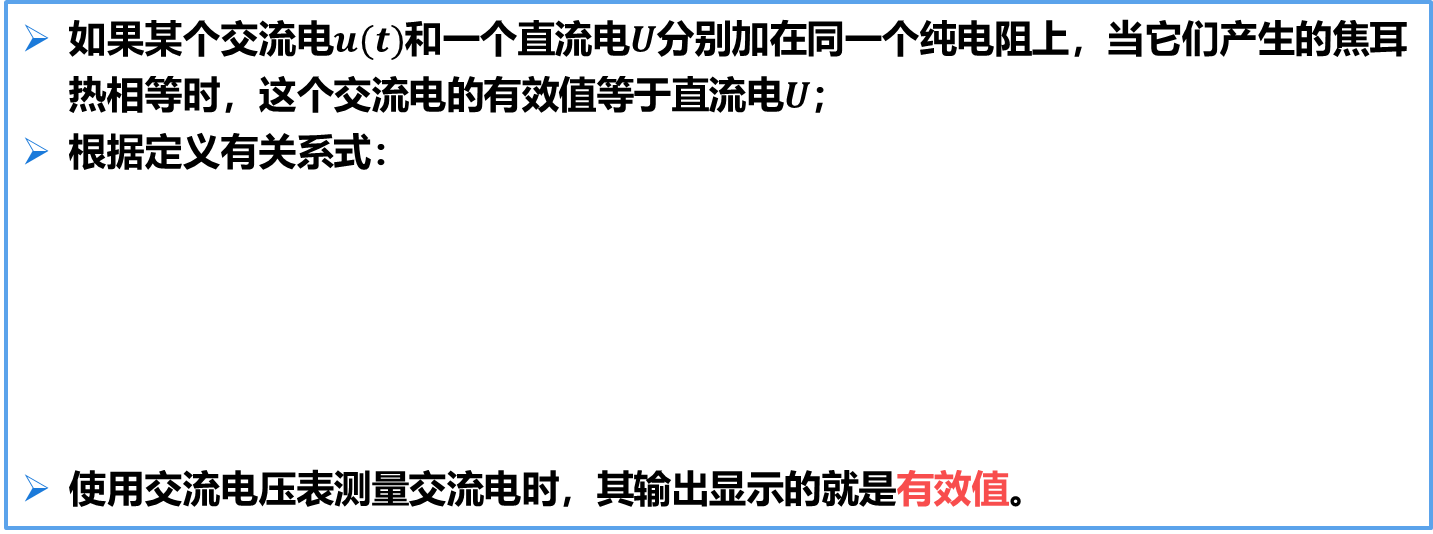 ➢ 如果某个交流电u(t)和一个直流电U分别加在同一个纯电阻上，当它们产生的焦耳
热相等时，这个交流电的有效值等于直流电U；
➢ 根据定义有关系式：
➢ 使用交流电压表测量交流电时，其输出显示的就是有效值。